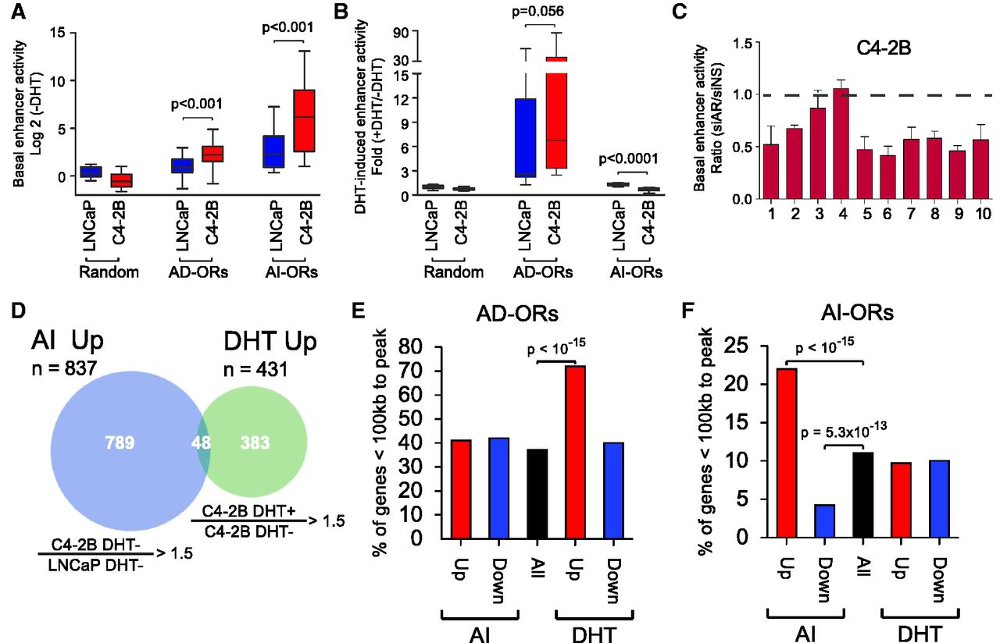 A
Basal enhancer activity
Log 2 (-DHT)
15
10
5
0
p<0.001
p<0.001
LNCaP
C4-2B
LNCaP
C4-2B
LNCaP
C4-2B
Random
AD-ORs
AI-ORs
B
DHT-induced enhancer activity
Fold (+DHT/-DHT)
90
30
15
12
9
6
3
0
p=0.056
p<0.0001
LNCaP
C4-2B
LNCaP
C4-2B
LNCaP
C4-2B
Random
AD-ORs
AI-ORs
C
C4-2B
Basal enhancer activity
Ratio (siAR/siNS)
1.5
1.0
0.5
0.0
1 2 3 4 5 6 7 8 9 10
D
AI Up
n = 837
DHT Up
n = 431
789
48
383
C4-2B DHT+
C4-2B DHT-
> 1.5
C4-2B DHT-
LNCaP DHT-
> 1.5
E
AD-ORs
% of genes < 100kb to peak
80
70
60
50
40
30
20
10
0
p < 10-15
Up
Down
All
Up
Down
AI
DHT
F
AI-ORs
% of genes < 100kb to peak
25
20
15
10
5
0
p < 10-15
p = 5.3x10-13
Up
Down
All
Up
Down
AI
DHT